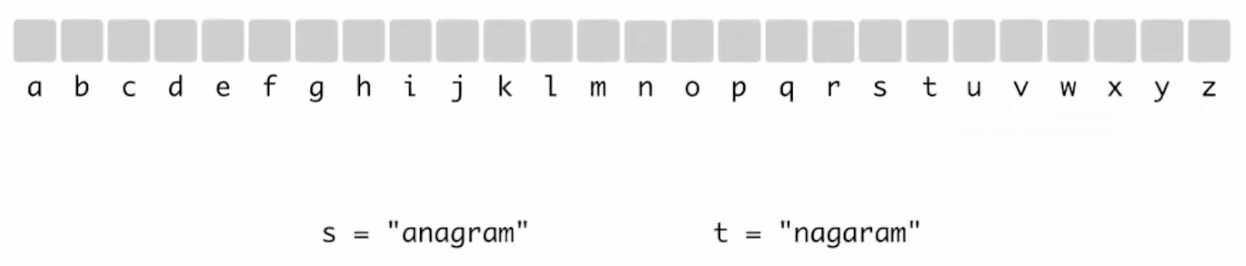 a b c d e f g h i j k l m n o p q r s t u v w x y z
s = "anagram" t = "nagaram"